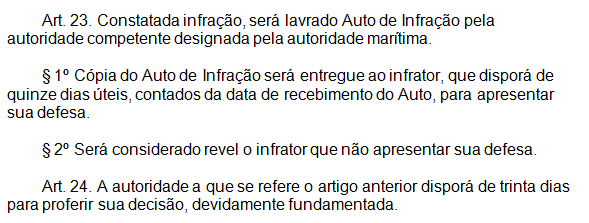 Art. 23. Constatada infração, será lavrado Auto de Infração pela
autoridade competente designada pela autoridade marítima.
§ 1º Cópia do Auto de Infração será entregue ao infrator, que disporá de
quinze dias úteis, contados da data de recebimento do Auto, para apresentar
sua defesa.
§ 2º Será considerado revel o infrator que não apresentar sua defesa.
Art. 24. A autoridade a que se refere o artigo anterior disporá de trinta dias
para proferir sua decisão, devidamente fundamentada.